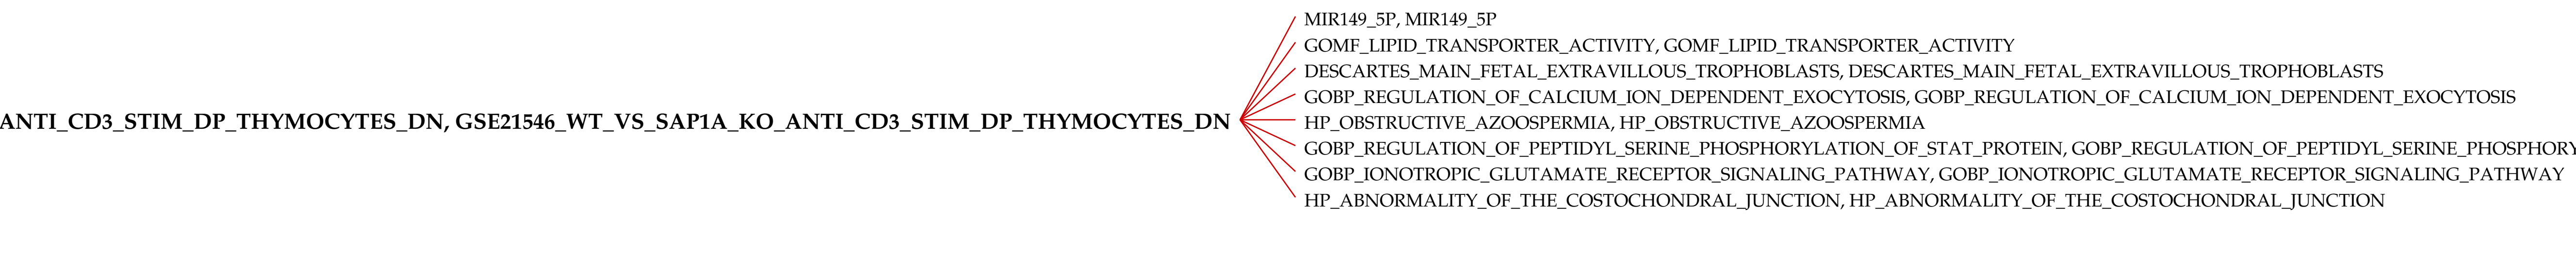 MIR149_5P, MIR149_5P
GOMF_LIPID_TRANSPORTER_ACTIVITY, GOMF_LIPID_TRANSPORTER_ACTIVITY
DESCARTES_MAIN_FETAL_EXTRAVILLOUS_TROPHOBLASTS, DESCARTES_MAIN_FETAL_EXTRAVILLOUS_TROPHOBLASTS
GOBP_REGULATION_OF_CALCIUM_ION_DEPENDENT_EXOCYTOSIS, GOBP_REGULATION_OF_CALCIUM_ION_DEPENDENT_EXOCYTOSIS
ANTI_CD3_STIM_DP_THYMOCYTES_DN, GSE21546_WT_VS_SAP1A_KO_ANTI_CD3_STIM_DP_THYMOCYTES_DN
HP_OBSTRUCTIVE_AZOOSPERMIA, HP_OBSTRUCTIVE_AZOOSPERMIA
GOBP_REGULATION_OF_PEPTIDYL_SERINE_PHOSPHORYLATION_OF_STAT_PROTEIN, GOBP_REGULATION_OF_PEPTIDYL_SERINE_PHOSPHORY
GOBP_IONOTROPIC_GLUTAMATE_RECEPTOR_SIGNALING_PATHWAY, GOBP_IONOTROPIC_GLUTAMATE_RECEPTOR_SIGNALING_PATHWAY
HP_ABNORMALITY_OF_THE_COSTOCHONDRAL_JUNCTION, HP_ABNORMALITY_OF_THE_COSTOCHONDRAL_JUNCTION